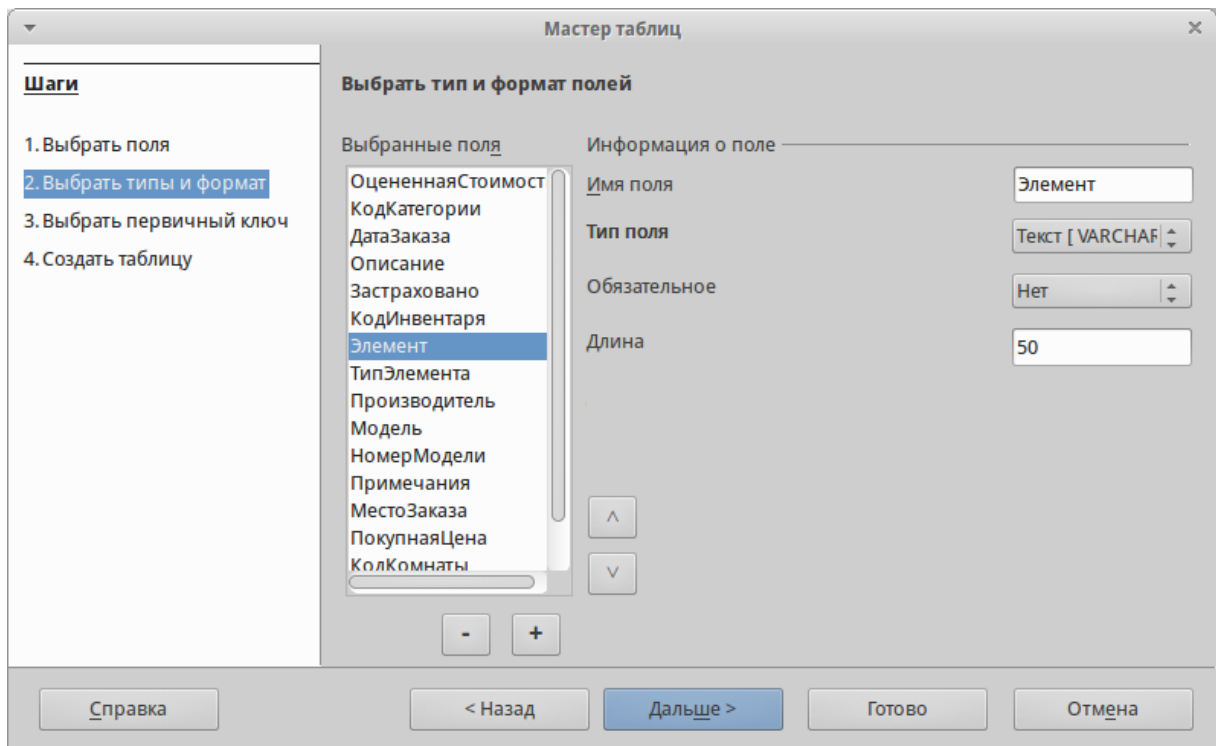 Мастер таблиц
Шаги
1. Выбрать поля
2. Выбрать типы и формат
3. Выбрать первичный ключ
4. Создать таблицу
Выбрать тип и формат полей
Выбранные поля
ОцененнаяСтоимост
КодКатегории
ДатаЗаказа
Описание
Застраховано
КодИнвентаря
Элемент
ТипЭлемента
Производитель
Модель
НомерМодели
Примечания
МестоЗаказа
ПокупнаяЦена
КодКомнаты
- +
Информация о поле
Имя поля Элемент
Тип поля Текст [ VARCHAR
Обязательное Нет
Длина 50
Справка < Назад Дальше > Готово Отмена